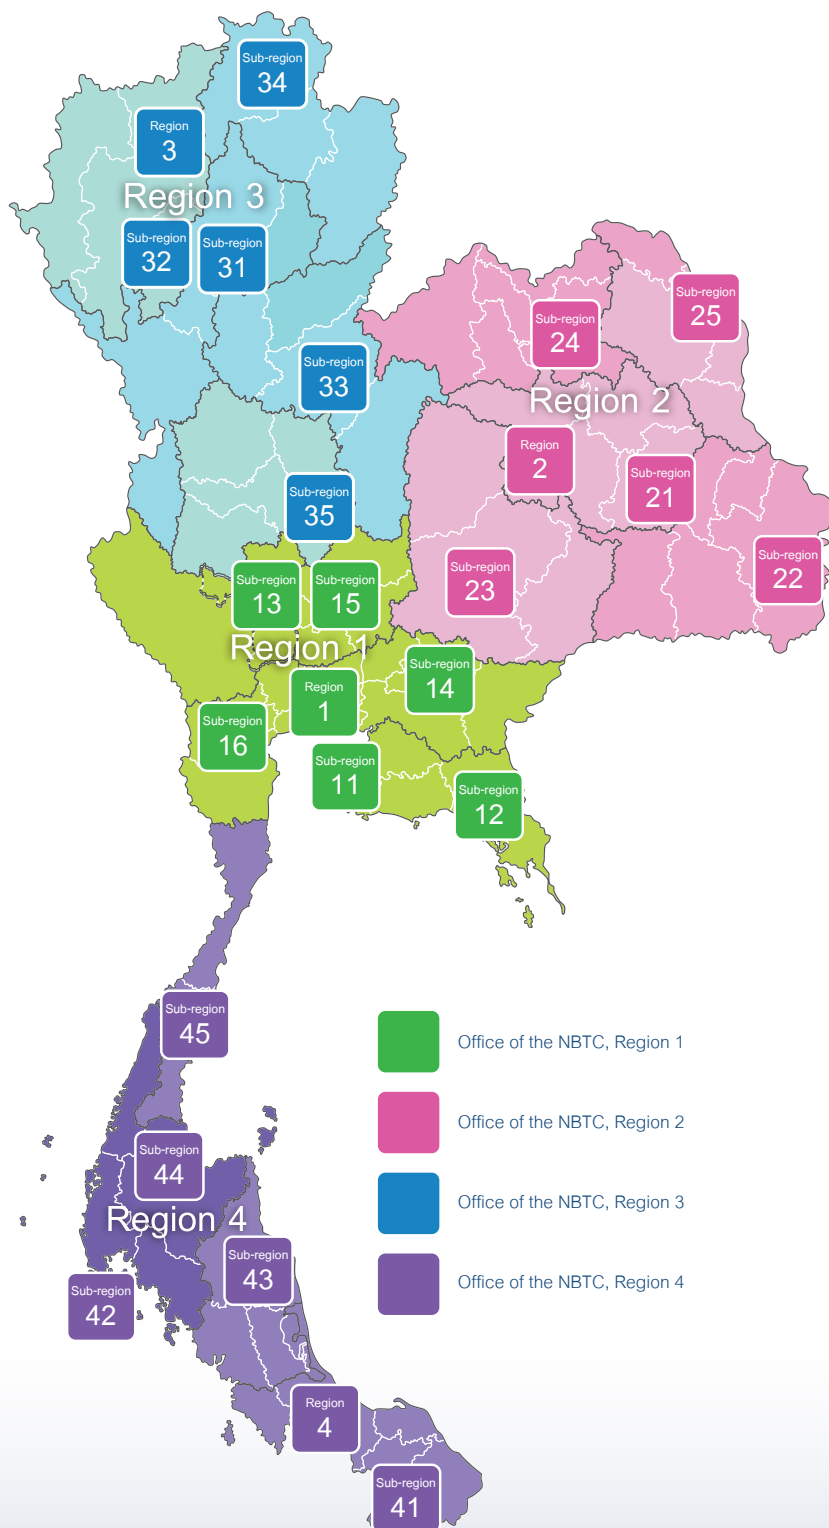 Sub-region
34
Region
3
Region 3
Sub-region
32
Sub-region
31
Sub-region
25
Sub-region
24
Sub-region
33
Region 2
Region
2
Sub-region
21
Sub-region
35
Sub-region
22
Sub-region
23
Sub-region
13
Sub-region
15
Region 1
Sub-region
14
Region
1
Sub-region
16
Sub-region
11
Sub-region
12
Sub-region
45
Office of the NBTC, Region 1
Office of the NBTC, Region 2
Sub-region
44
Office of the NBTC, Region 3
Region 4
Sub-region
43
Office of the NBTC, Region 4
Sub-region
42
Region
4
Sub-region
41